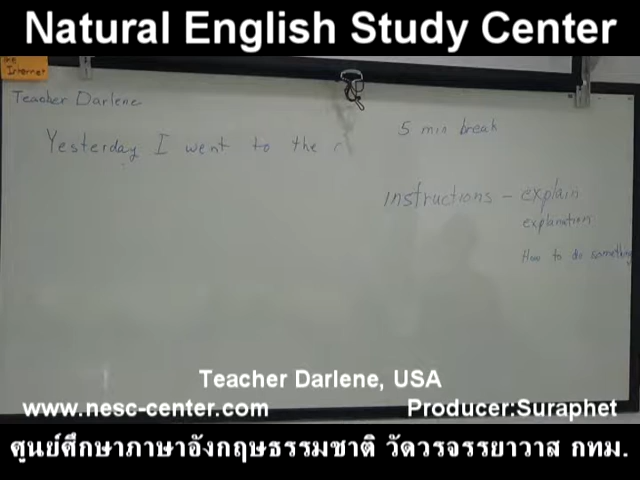 Natural English Study Center
Internet
Teacher Darlene
Yesterday I went to the
5 min break
instructions - explain
explanation
How to do something
Teacher Darlene, USA
www.nesc-center.com
Producer:Suraphet
ศูนย์ศึกษาภาษาอังกฤษธรรมชาติ วัดวรจรรยาวาส กทม.